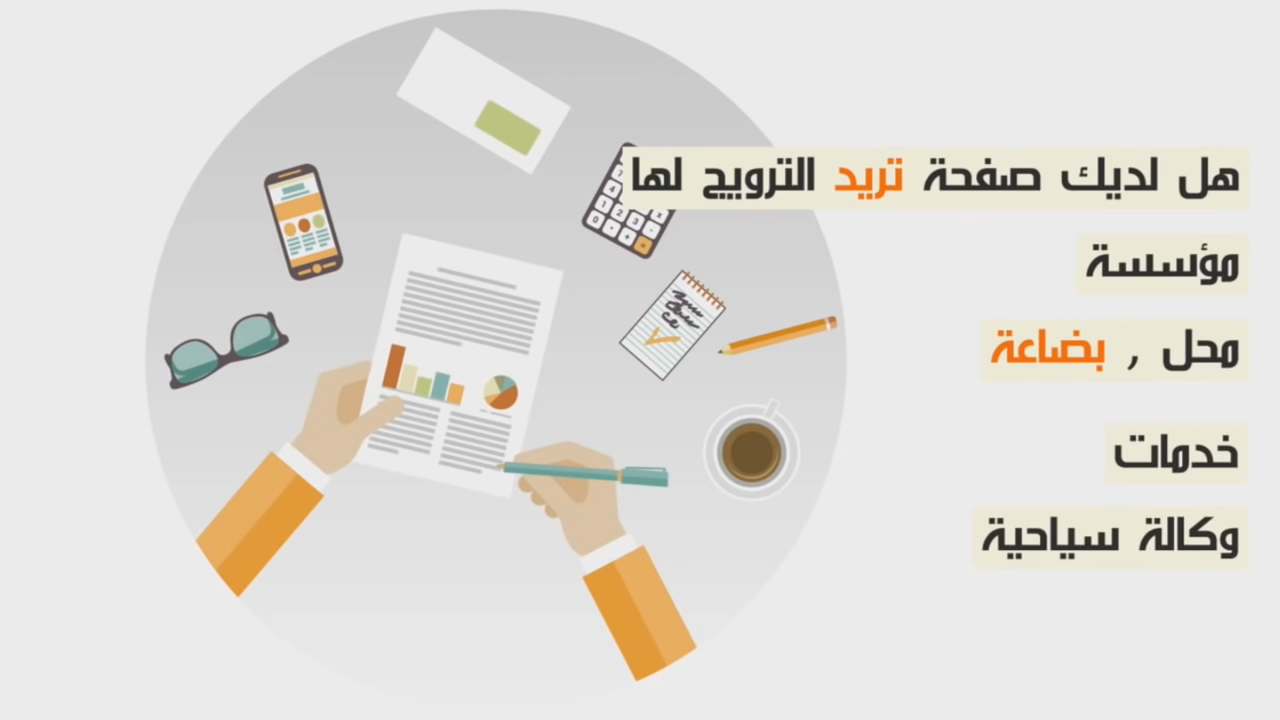 هل لديك صفحة تريد الترويج لها
مؤسسة
محل , بضاعة
خدمات
وكالة سياحية